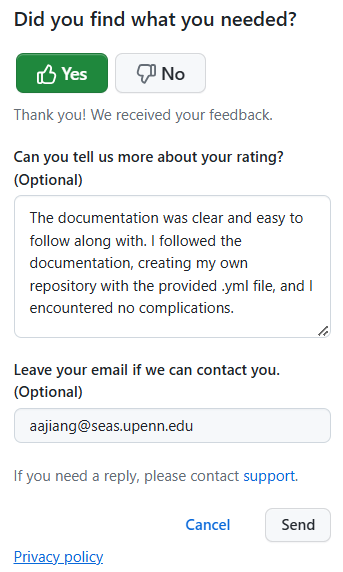 Did you find what you needed?
Yes
No
Thank you! We received your feedback.
Can you tell us more about your rating?
(Optional)
The documentation was clear and easy to
follow along with. I followed the
documentation, creating my own
repository with the provided .yml file, and I
encountered no complications.
Leave your email if we can contact you.
(Optional)
aajiang@seas.upenn.edu
If you need a reply, please contact support.
Cancel
Send
Privacy policy